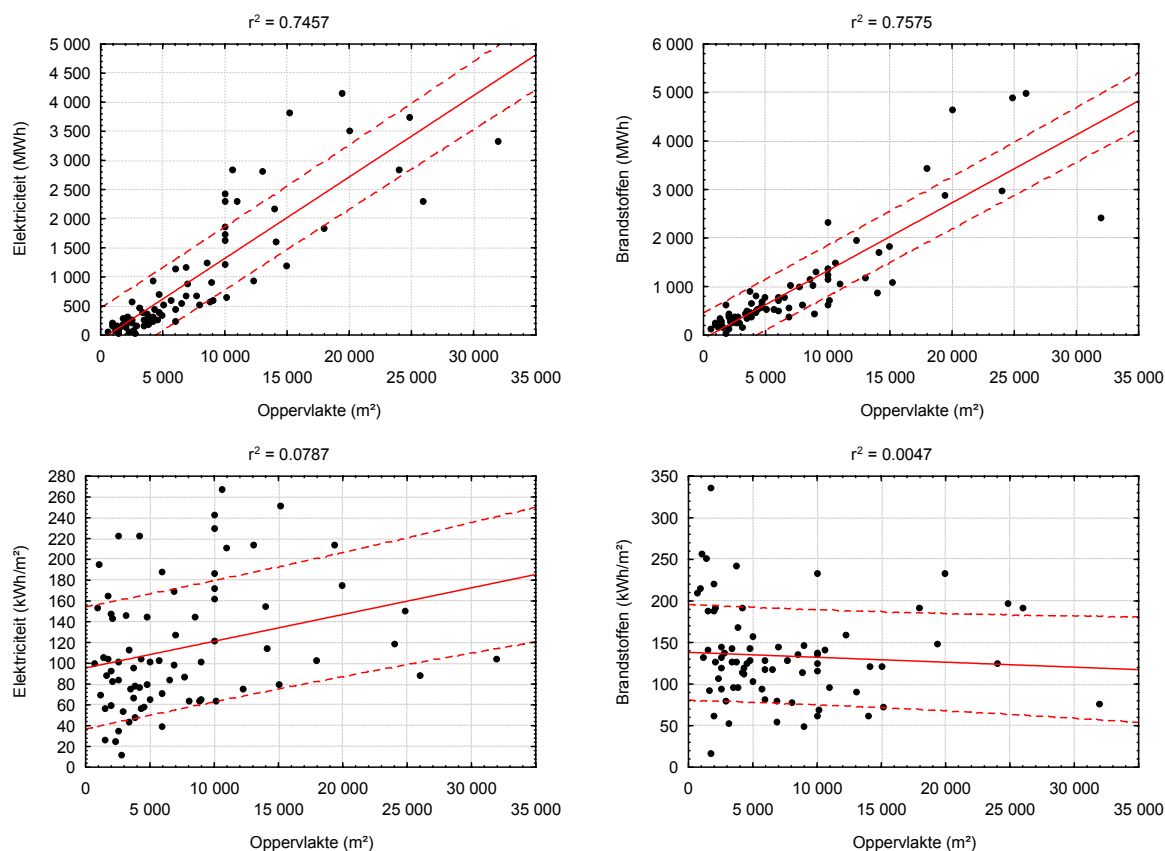 r² = 0.7457
Elektriciteit (MWh)
5 000
4 500
4 000
3 500
3 000
2 500
2 000
1 500
1 000
500
0
0 10 000 20 000 30 000
5 000 15 000 25 000 35 000
Oppervlakte (m²)
r² = 0.7575
Brandstoffen (MWh)
6 000
5 000
4 000
3 000
2 000
1 000
0
0 10 000 20 000 30 000
5 000 15 000 25 000 35 000
Oppervlakte (m²)
r² = 0.0787
Elektriciteit (kWh/m²)
280
260
240
220
200
180
160
140
120
100
80
60
40
20
0
0 10 000 20 000 30 000
5 000 15 000 25 000 35 000
Oppervlakte (m²)
r² = 0.0047
Brandstoffen (kWh/m²)
350
300
250
200
150
100
50
0
0 10 000 20 000 30 000
5 000 15 000 25 000 35 000
Oppervlakte (m²)